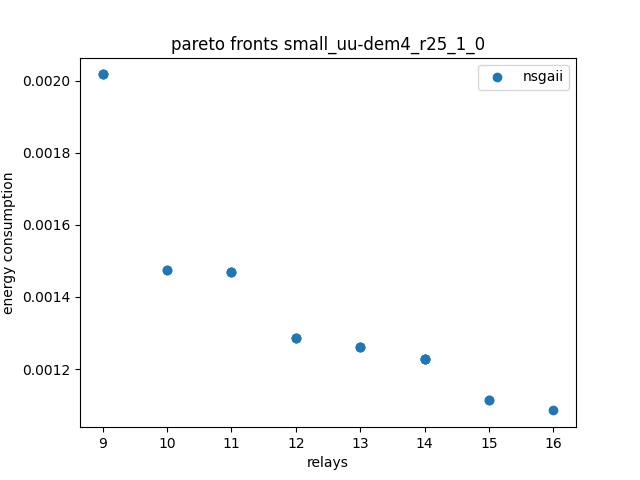 pareto fronts small_uu-dem4_r25_1_0
nsgaii
0.0020
0.0018
0.0016
0.0014
0.0012
energy consumption
9 10 11 12 13 14 15 16
relays